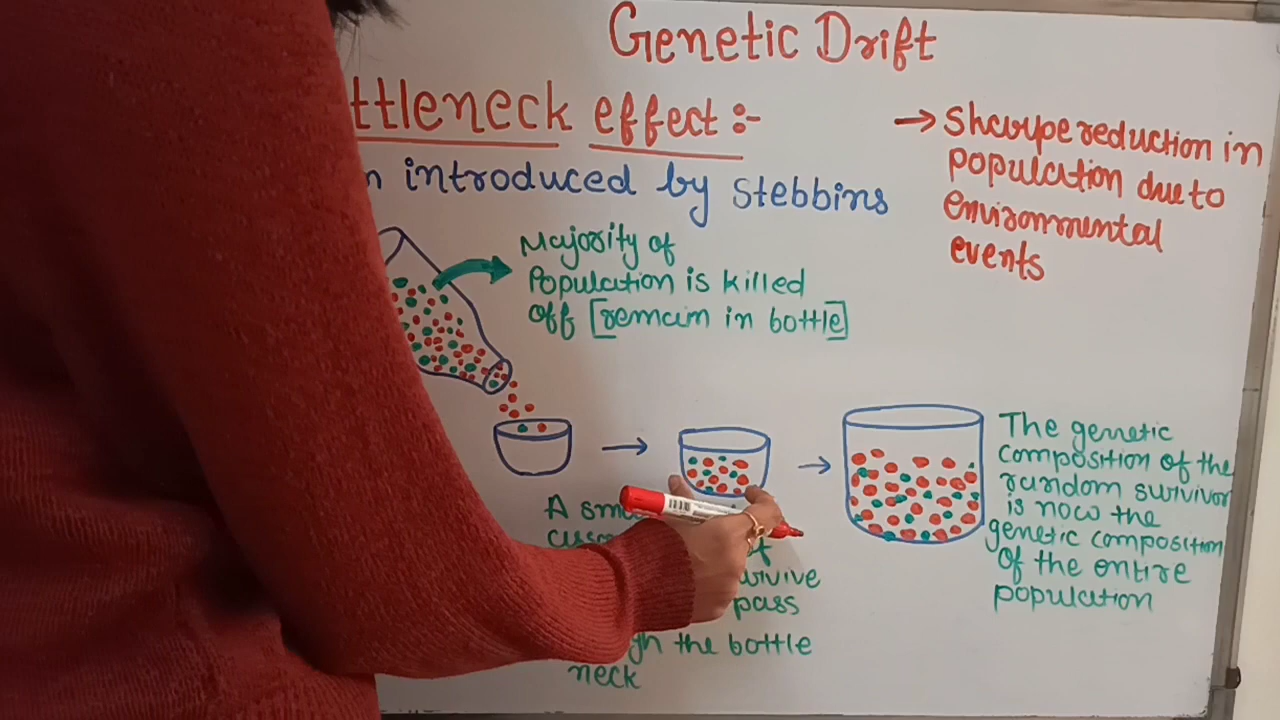 Genetic Drift
ttleneck effect :-
n introduced by Stebbins
→ Sharpe reduction in
population due to
environmental
events
Majority of
Population is killed
off [remain in bottle]
A sm
of
urvive
pass
gh the bottle
neck
The genetic
composition of the
random survivor
is now the
genetic composition
of the entire
population